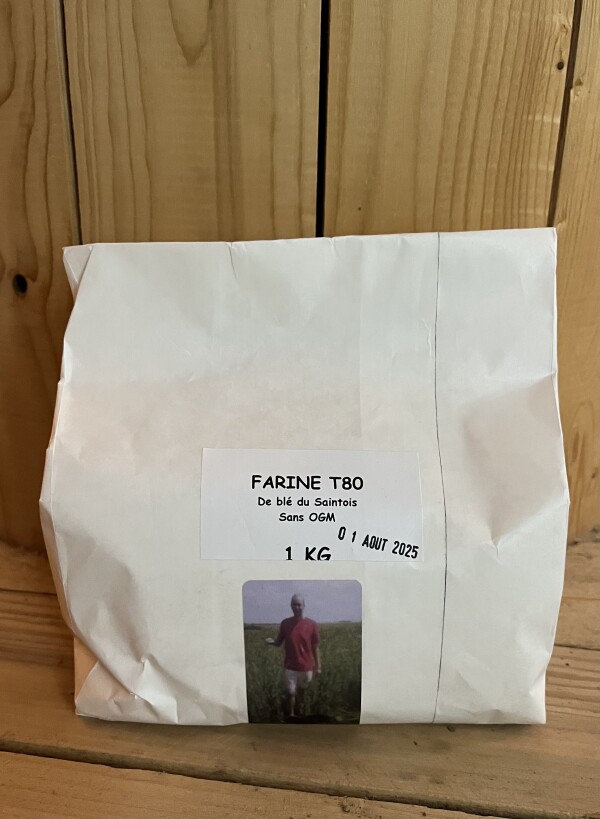 FARINE T80
De blé du Saintois
Sans OGM
0 1 AOUT 2025
1 KG